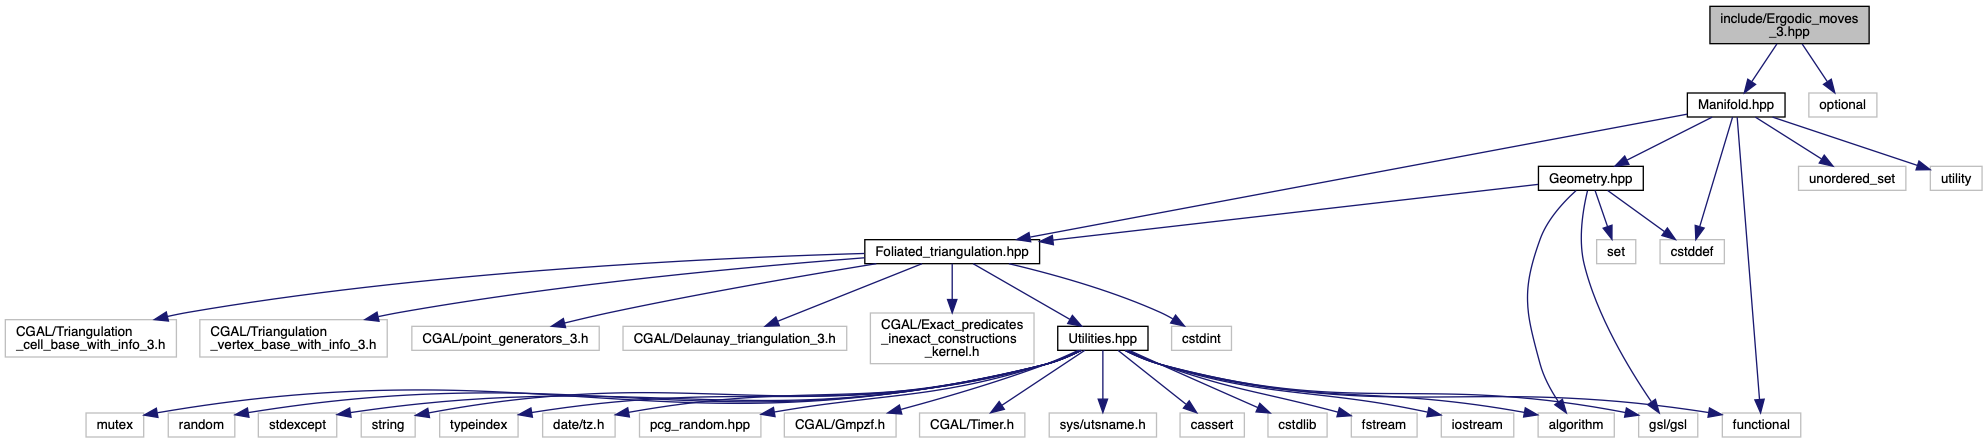 include/Ergodic_moves
_3.hpp
Manifold.hpp
optional
Geometry.hpp
unordered_set
utility
Foliated_triangulation.hpp
set
cstddef
CGAL/Triangulation
_cell_base_with_info_3.h
CGAL/Triangulation
_vertex_base_with_info_3.h
CGAL/point_generators_3.h
CGAL/Delaunay_triangulation_3.h
CGAL/Exact_predicates
_inexact_constructions
_kernel.h
Utilities.hpp
cstdint
mutex
random
stdexcept
string
typeindex
date/tz.h
pcg_random.hpp
CGAL/Gmpzf.h
CGAL/Timer.h
sys/utsname.h
cassert
cstdlib
fstream
iostream
algorithm
gsl/gsl
functional